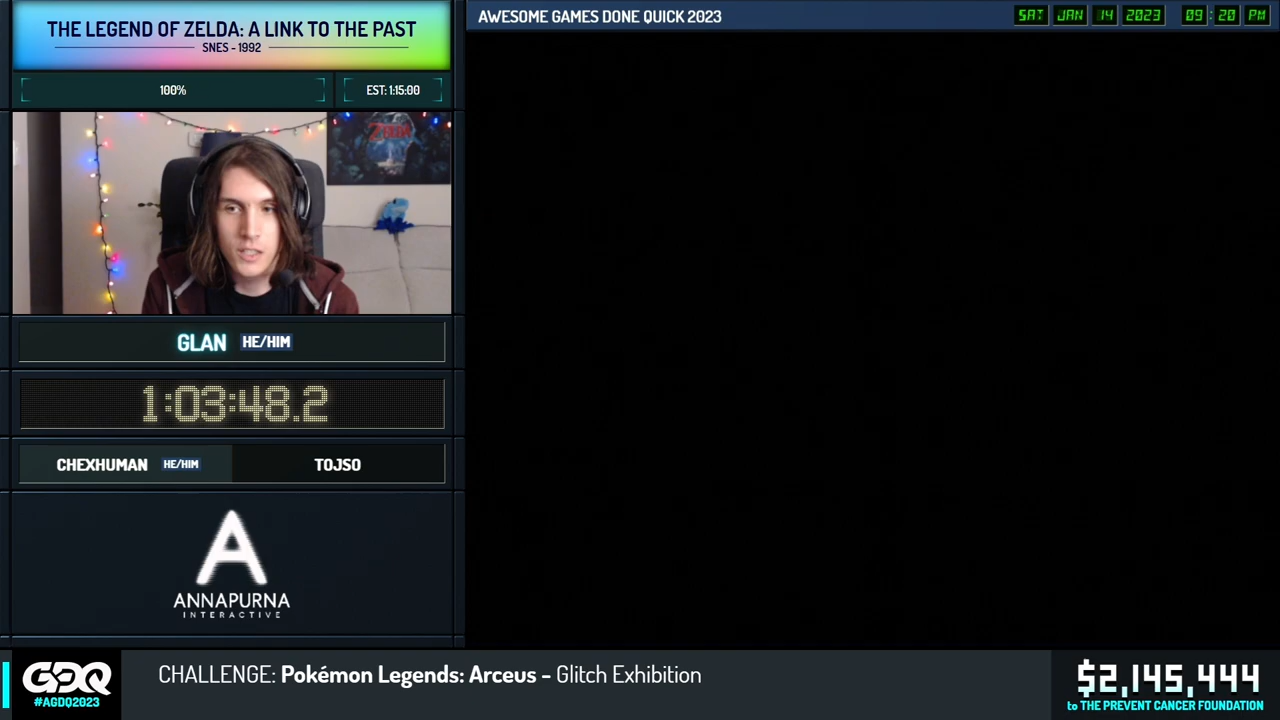 THE LEGEND OF ZELDA: A LINK TO THE PAST
SNES - 1992
100%
EST: 1:15:00
AWESOME GAMES DONE QUICK 2023
SAT JAN 14 2023 09:20 PM
ZELDA
GLAN HE/HIM
1:03:48.2
CHEXHUMAN HE/HIM TOJSO
ANNAPURNA
INTERACTIVE
GDQ
#AGDQ2023
CHALLENGE: Pokémon Legends: Arceus – Glitch Exhibition
$2,145,444
to THE PREVENT CANCER FOUNDATION